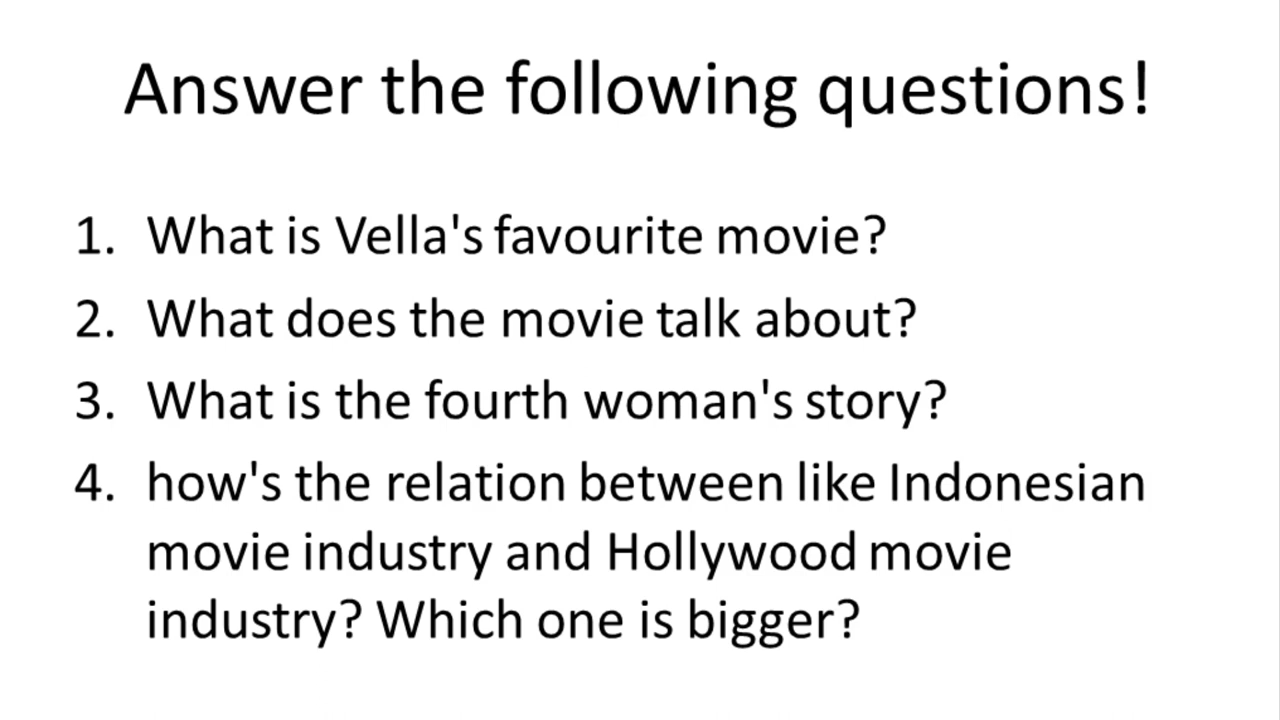 Answer the following questions!
1. What is Vella's favourite movie?
2. What does the movie talk about?
3. What is the fourth woman's story?
4. how's the relation between like Indonesian
movie industry and Hollywood movie
industry? Which one is bigger?